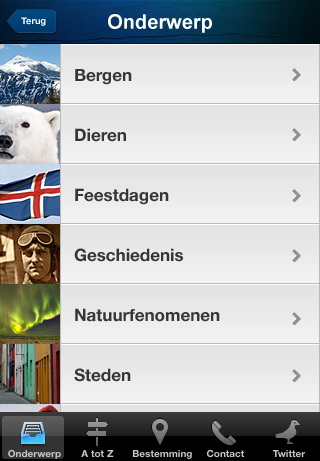 Terug
Onderwerp
Bergen
Dieren
Feestdagen
Geschiedenis
Natuurfenomenen
Steden
Onderwerp
A tot Z
Bestemming
Contact
Twitter